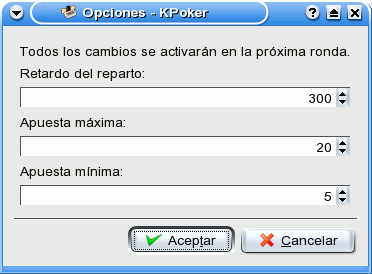 Opciones - KPoker
Todos los cambios se activarán en la próxima ronda.
Retardo del reparto:
300
Apuesta máxima:
20
Apuesta mínima:
5
Aceptar
Cancelar